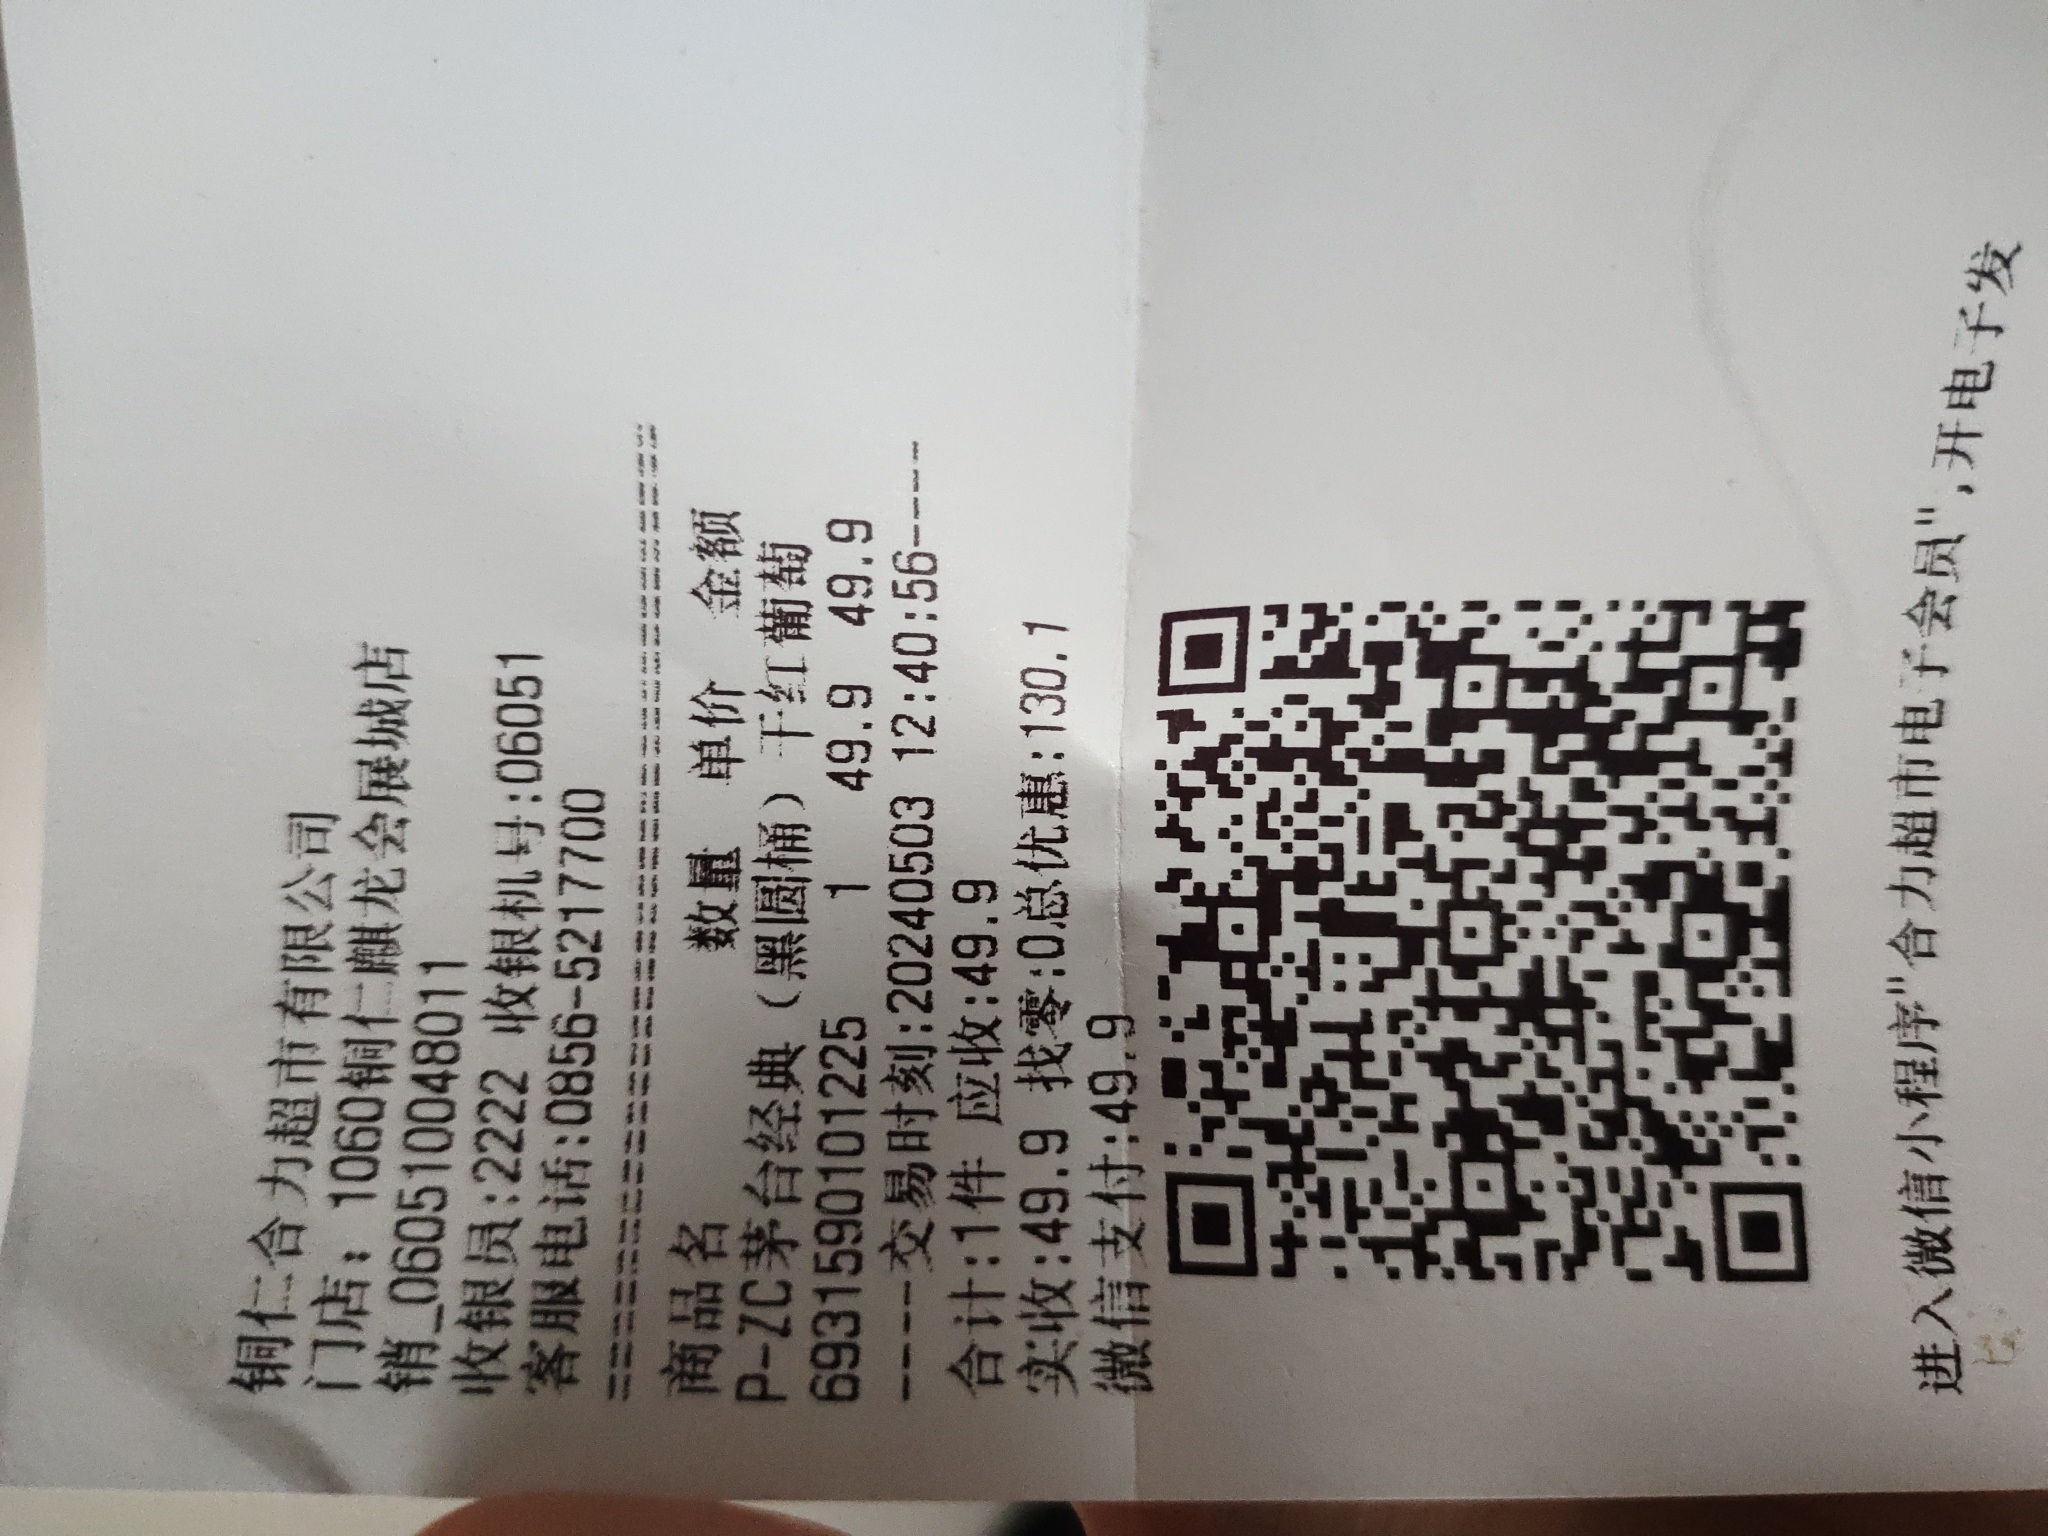 铜仁合力超市有限公司
门店：1060铜仁麒龙会展城店
销_060510048011
收银员:2222 收银机号:06051
客服电话:0856-5217700
商品名 数量 单价 金额
P-ZC茅台经典（黑圆桶）干红葡萄
6931590101225 1 49.9 49.9
----交易时刻:20240503 12:40:56----
合计:1件 应收:49.9
实收:49.9 找零:0总优惠:130.1
微信支付:49.9
进入微信小程序"合力超市电子会员",开电子发